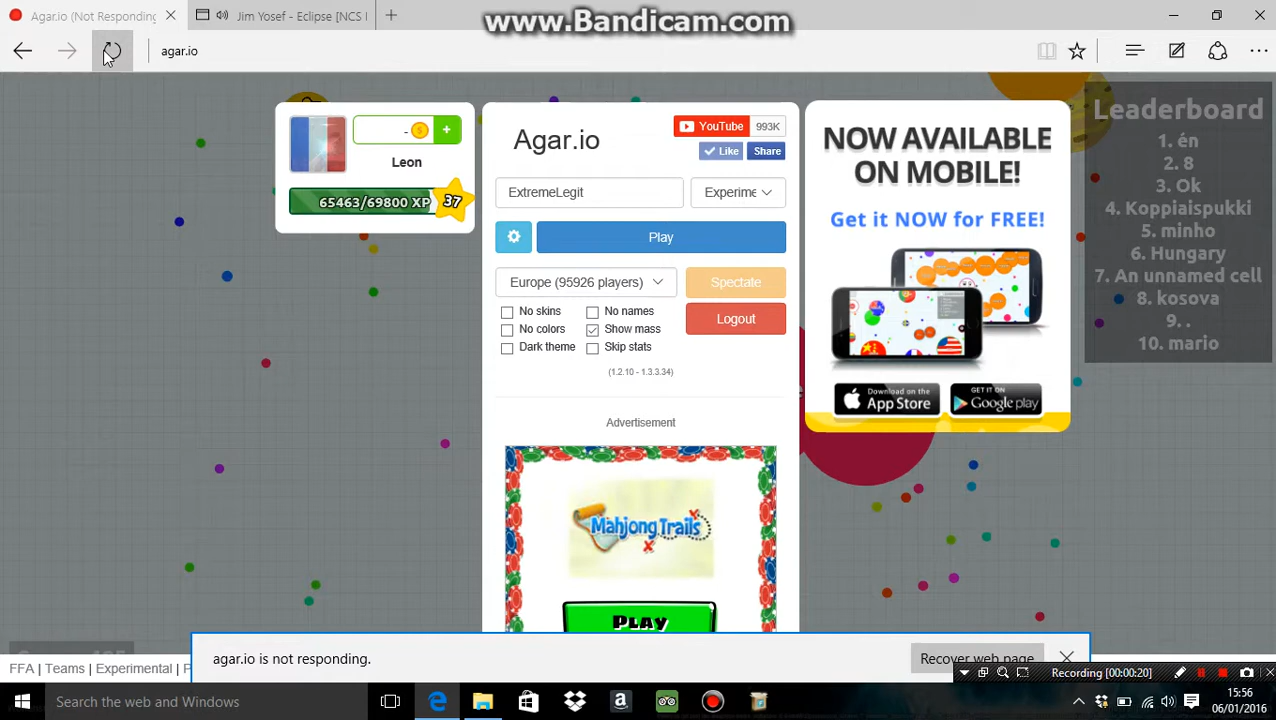 Agar.io (Not Responding
Jim Yosef - Eclipse [NCS
www.Bandicam.com
agar.io
Leon
65463/69800 XP
37
Agar.io
YouTube 993K
Like Share
ExtremeLegit
Experime
Play
Europe (95926 players)
Spectate
No skins
No names
No colors
Show mass
Dark theme
Skip stats
Logout
(1.2.10 - 1.3.3.34)
Advertisement
Mahjong Trails
PLAY
NOW AVAILABLE
ON MOBILE!
Get it NOW for FREE!
Download on the
App Store
GET IT ON
Google play
Leaderboard
1. én
2. 8
3. Ok
4. Koppiaispukki
5. minho
6. Hungary
7. An unnamed cell
8. kosova
9. .
10. mario
agar.io is not responding.
Recover web page
FFA | Teams | Experimental | P
Recording [00:00:20]
Search the web and Windows
15:56
06/01/2016